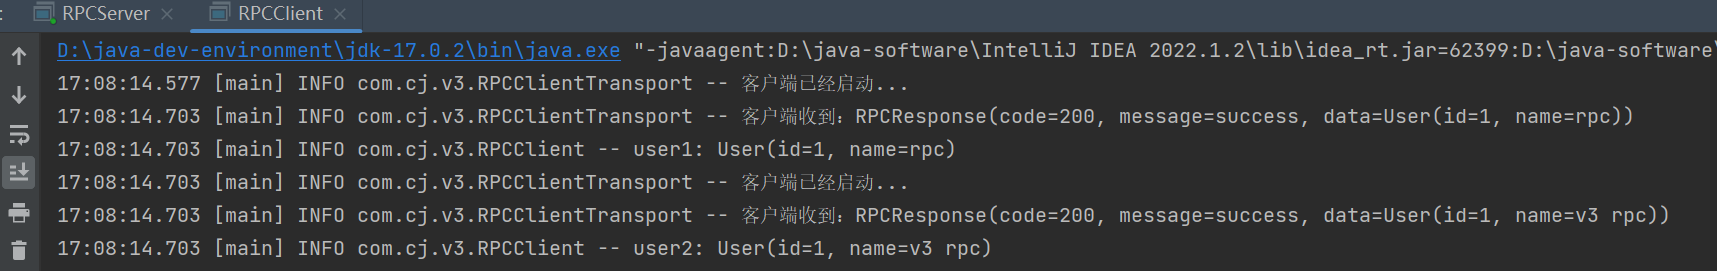 RPCServer RPCClient
D:\java-dev-environment\jdk-17.0.2\bin\java.exe "-javaagent:D:\java-software\IntelliJ IDEA 2022.1.2\lib\idea_rt.jar=62399:D:\java-software\
17:08:14.577 [main] INFO com.cj.v3.RPCClientTransport -- 客户端已经启动...
17:08:14.703 [main] INFO com.cj.v3.RPCClientTransport -- 客户端收到：RPCResponse(code=200, message=success, data=User(id=1, name=rpc))
17:08:14.703 [main] INFO com.cj.v3.RPCClient -- user1: User(id=1, name=rpc)
17:08:14.703 [main] INFO com.cj.v3.RPCClientTransport -- 客户端已经启动...
17:08:14.703 [main] INFO com.cj.v3.RPCClientTransport -- 客户端收到：RPCResponse(code=200, message=success, data=User(id=1, name=v3 rpc))
17:08:14.703 [main] INFO com.cj.v3.RPCClient -- user2: User(id=1, name=v3 rpc)